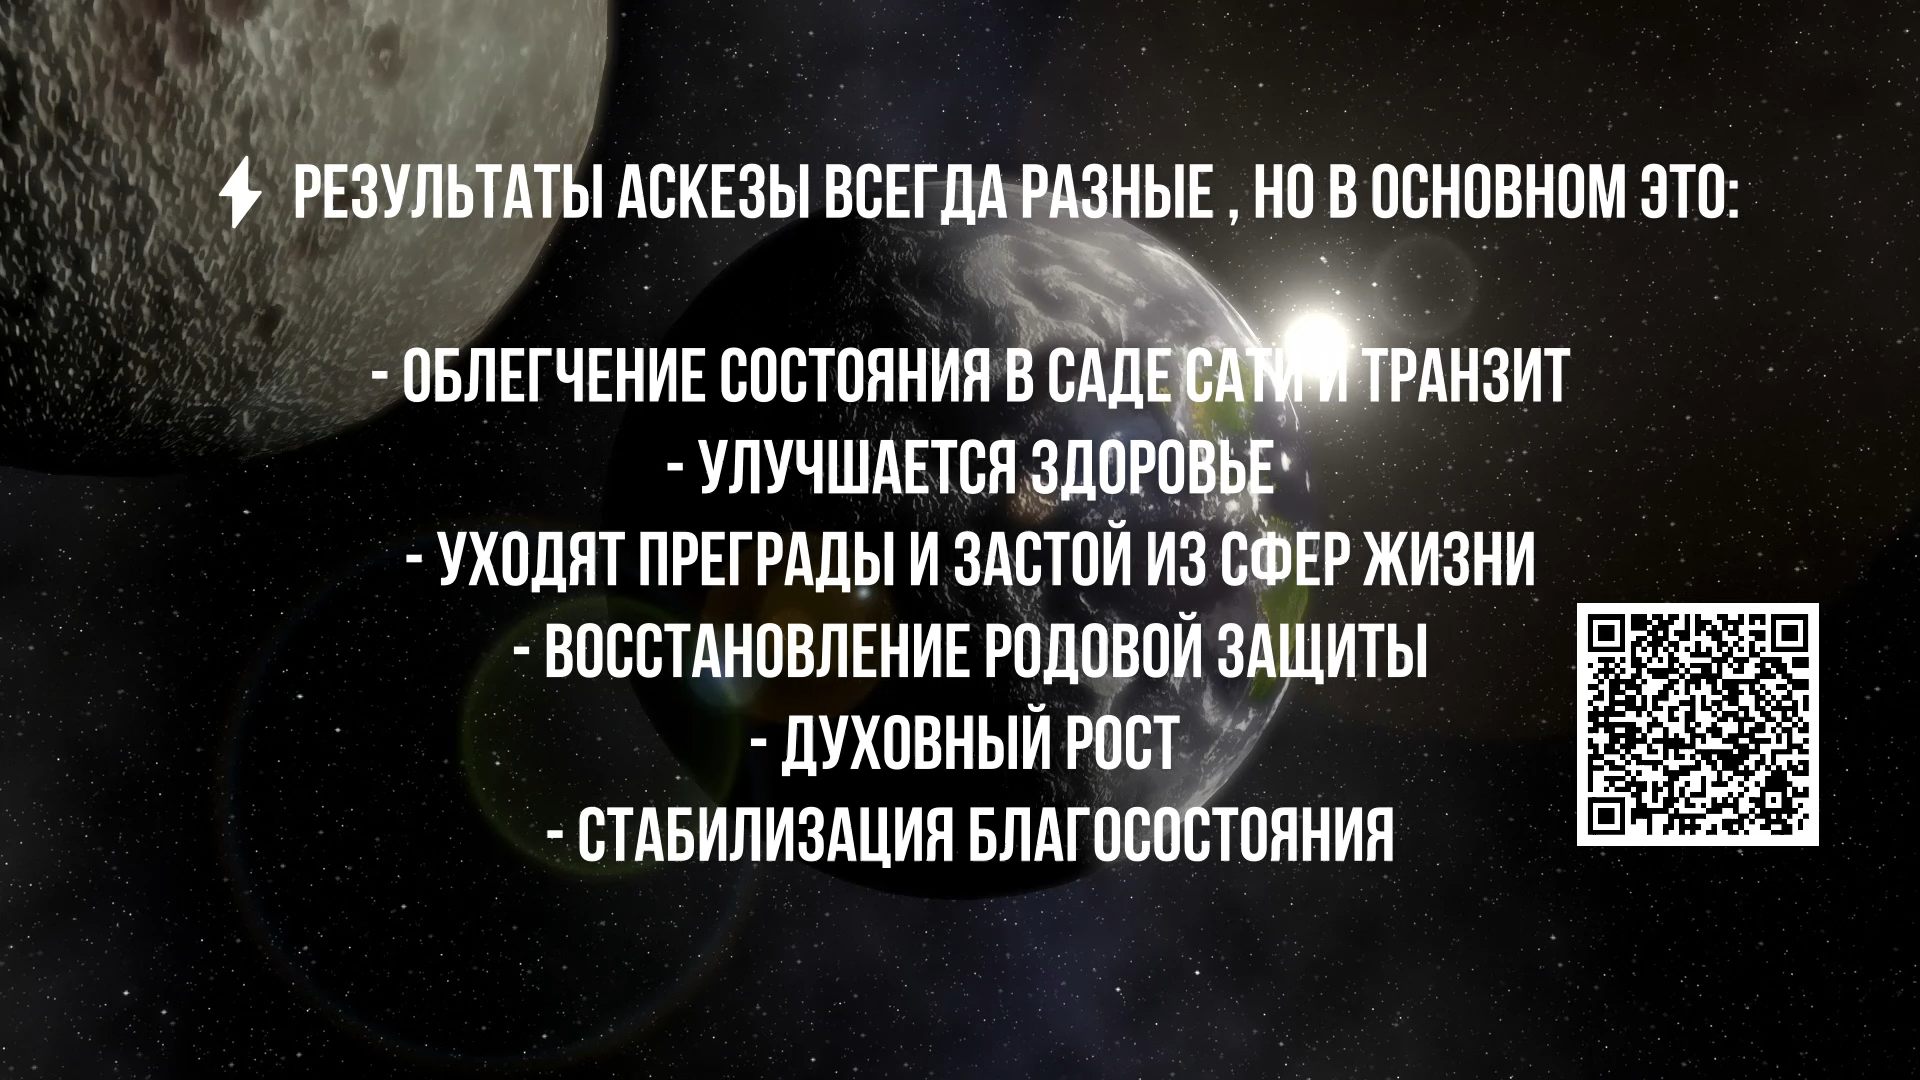 ⚡ РЕЗУЛЬТАТЫ АСКЕЗЫ ВСЕГДА РАЗНЫЕ , НО В ОСНОВНОМ ЭТО:
- ОБЛЕГЧЕНИЕ СОСТОЯНИЯ В САДЕ САТИ И ТРАНЗИТ
- УЛУЧШАЕТСЯ ЗДОРОВЬЕ
- УХОДЯТ ПРЕГРАДЫ И ЗАСТОЙ ИЗ СФЕР ЖИЗНИ
- ВОССТАНОВЛЕНИЕ РОДОВОЙ ЗАЩИТЫ
- ДУХОВНЫЙ РОСТ
- СТАБИЛИЗАЦИЯ БЛАГОСОСТОЯНИЯ